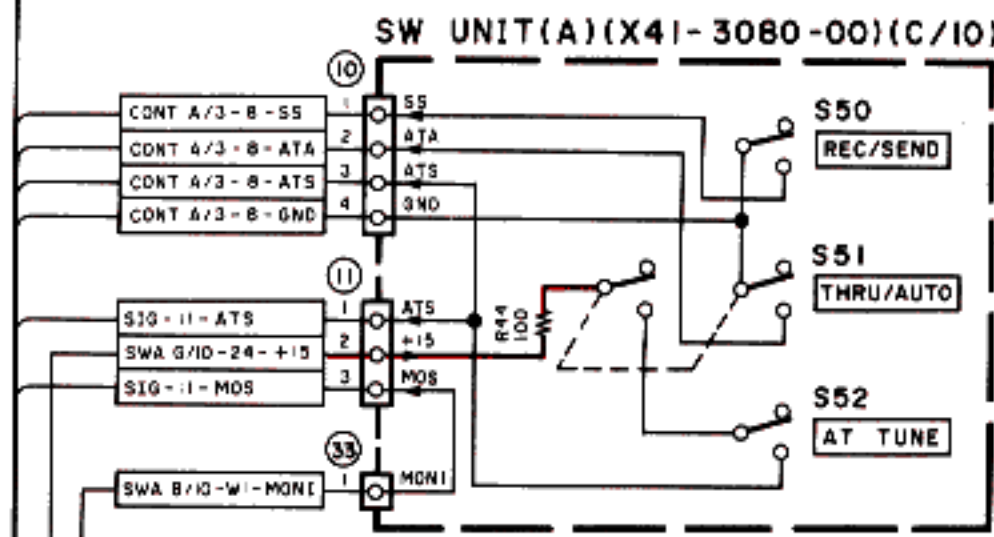 SW UNIT(A)(X41-3080-00)(C/10)
10
CONT A/3-8-SS 1 SS
CONT A/3-8-ATA 2 ATA
CONT A/3-8-ATS 3 ATS
CONT A/3-8-GND 4 GND
S50
REC/SEND
S51
THRU/AUTO
11
SIG-11-ATS 1 ATS
SWA G/10-24-+15 2 +15
SIG-11-MOS 3 MOS
R44
100
S52
AT TUNE
33
SWA B/10-W1-MONI 1 MONI